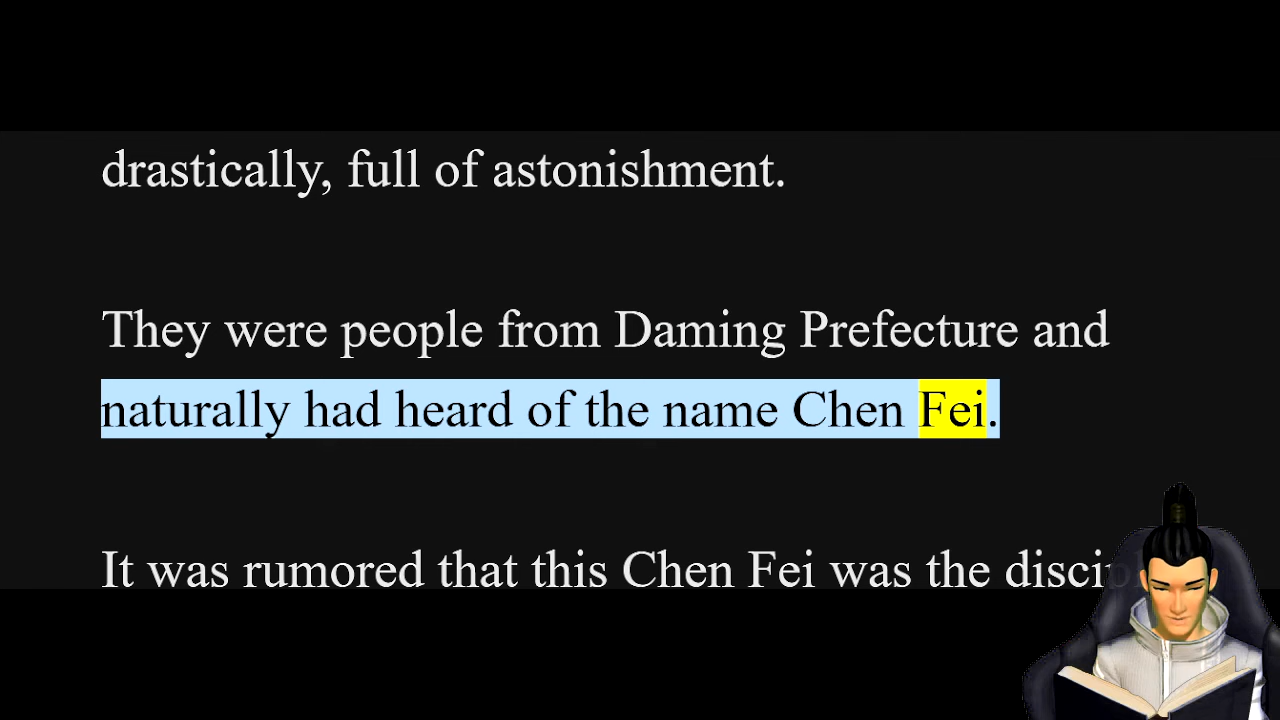 drastically, full of astonishment.
They were people from Daming Prefecture and
naturally had heard of the name Chen Fei.
It was rumored that this Chen Fei was the